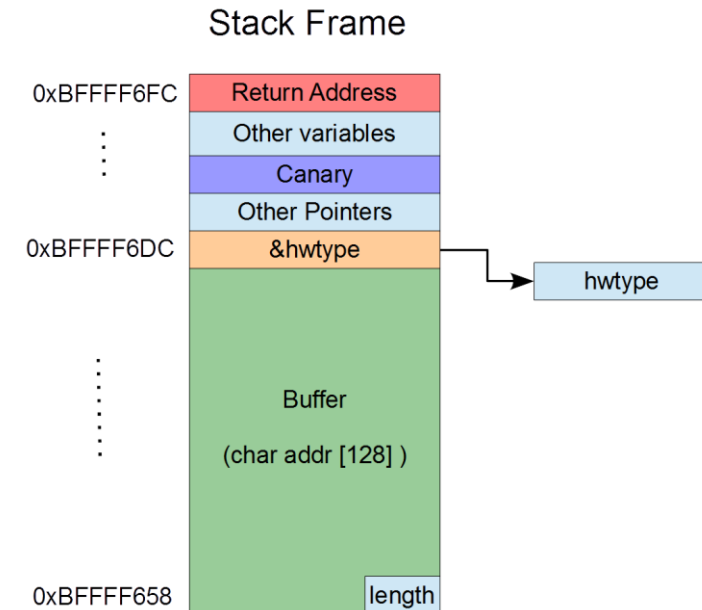 Stack Frame
0xBFFFF6FC
Return Address
Other variables
Canary
Other Pointers
0xBFFFF6DC
&hwtype
hwtype
Buffer
(char addr [128] )
0xBFFFF658
length